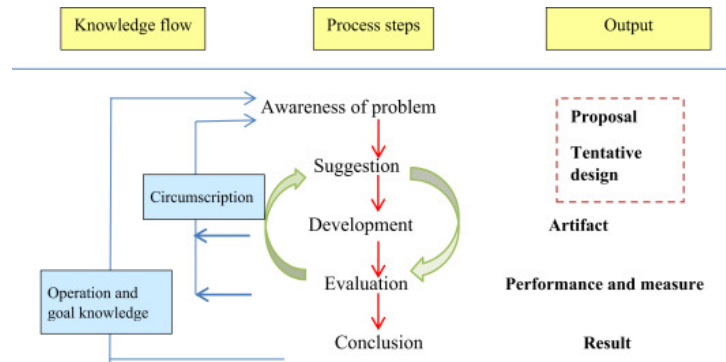 Knowledge flow
Process steps
Output
Awareness of problem
Proposal
Tentative
design
Suggestion
Circumscription
Development
Artifact
Operation and
goal knowledge
Evaluation
Performance and measure
Conclusion
Result